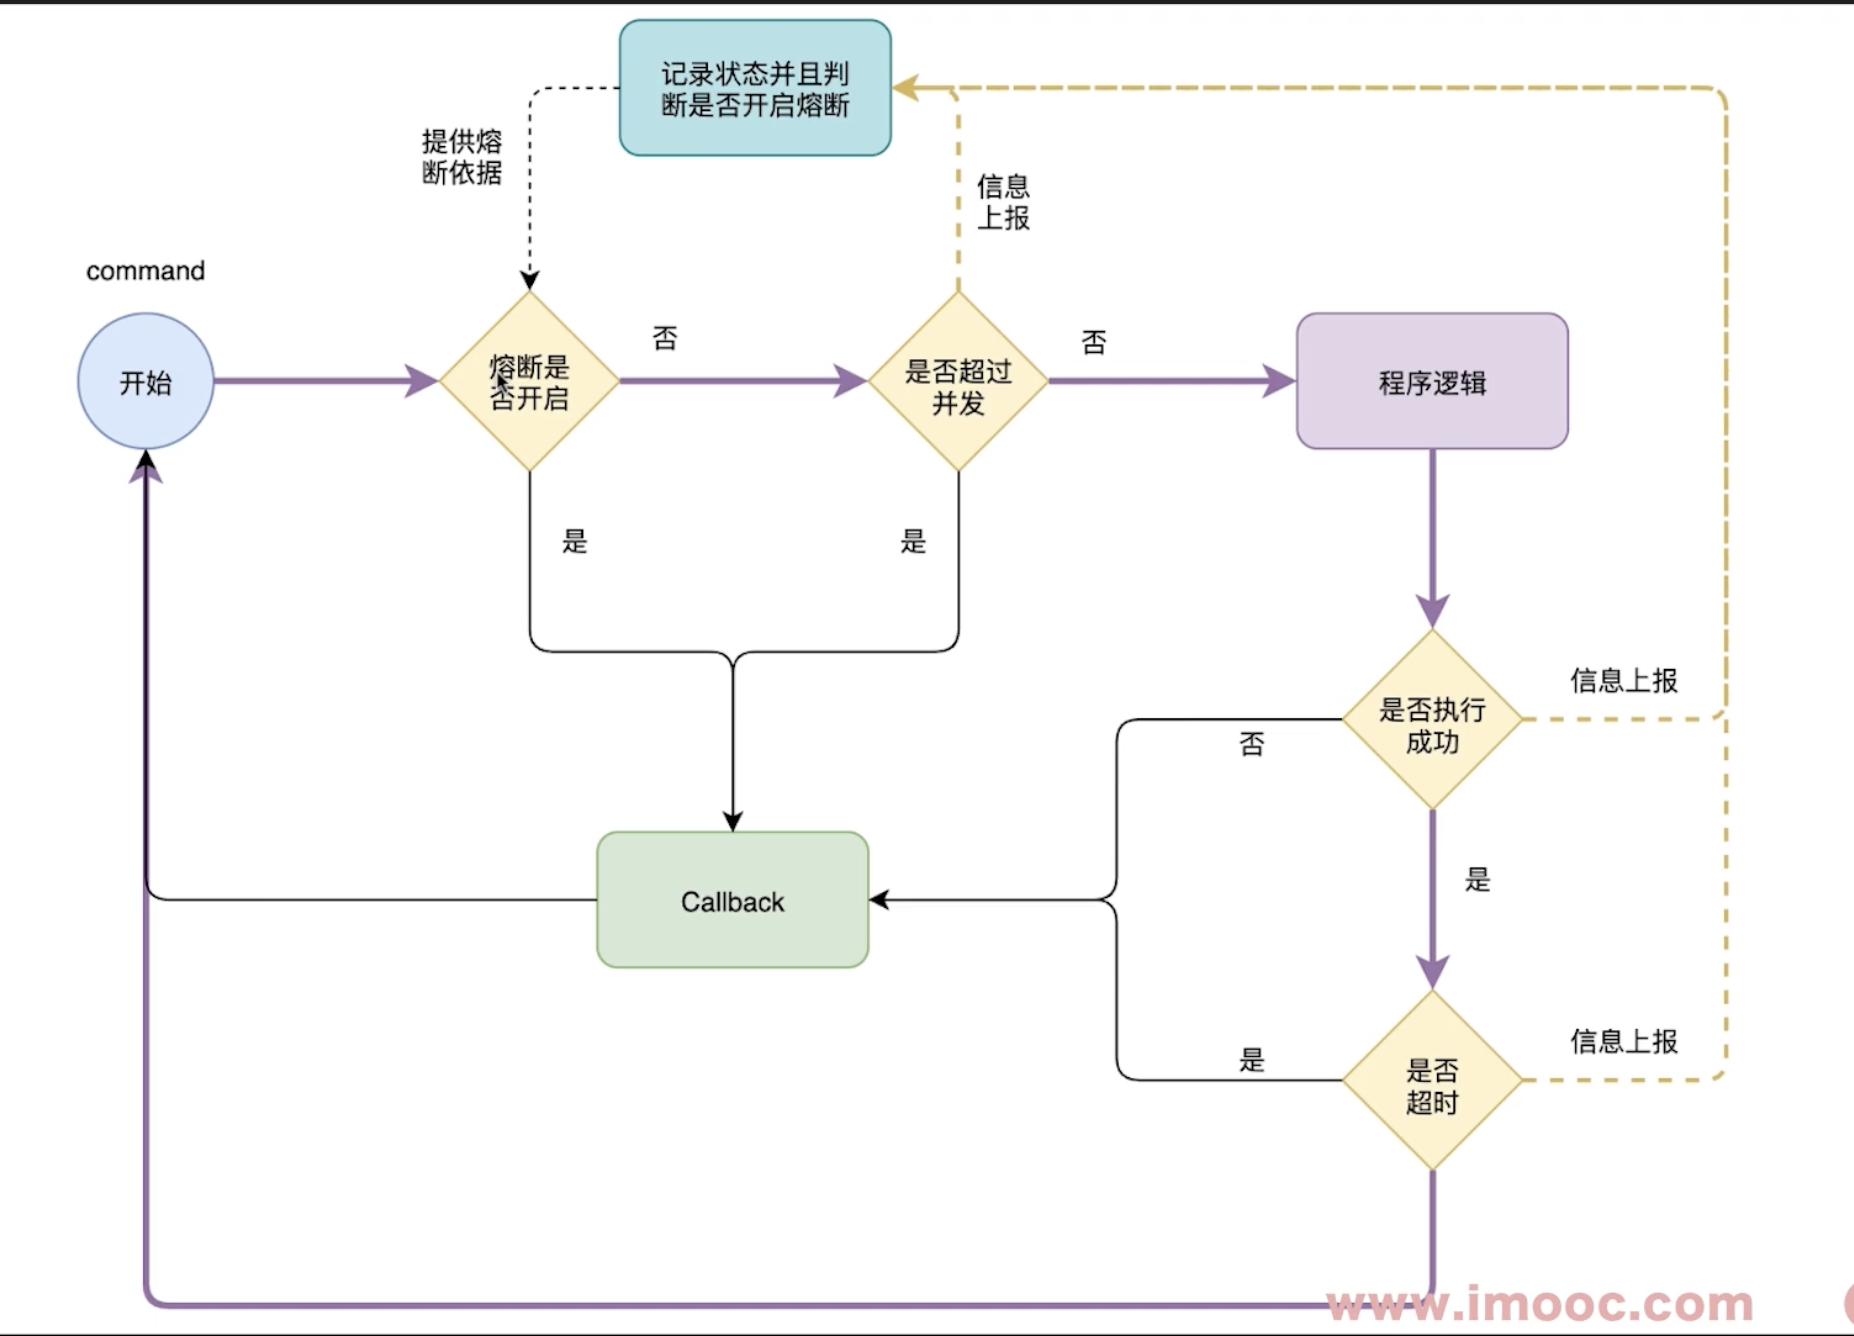 记录状态并且判
断是否开启熔断
提供熔
断依据
信息
上报
command
开始
熔断是
否开启
否
是否超过
并发
否
程序逻辑
是
是
是否执行
成功
信息上报
否
是
Callback
是否
超时
信息上报
是
www.imooc.com